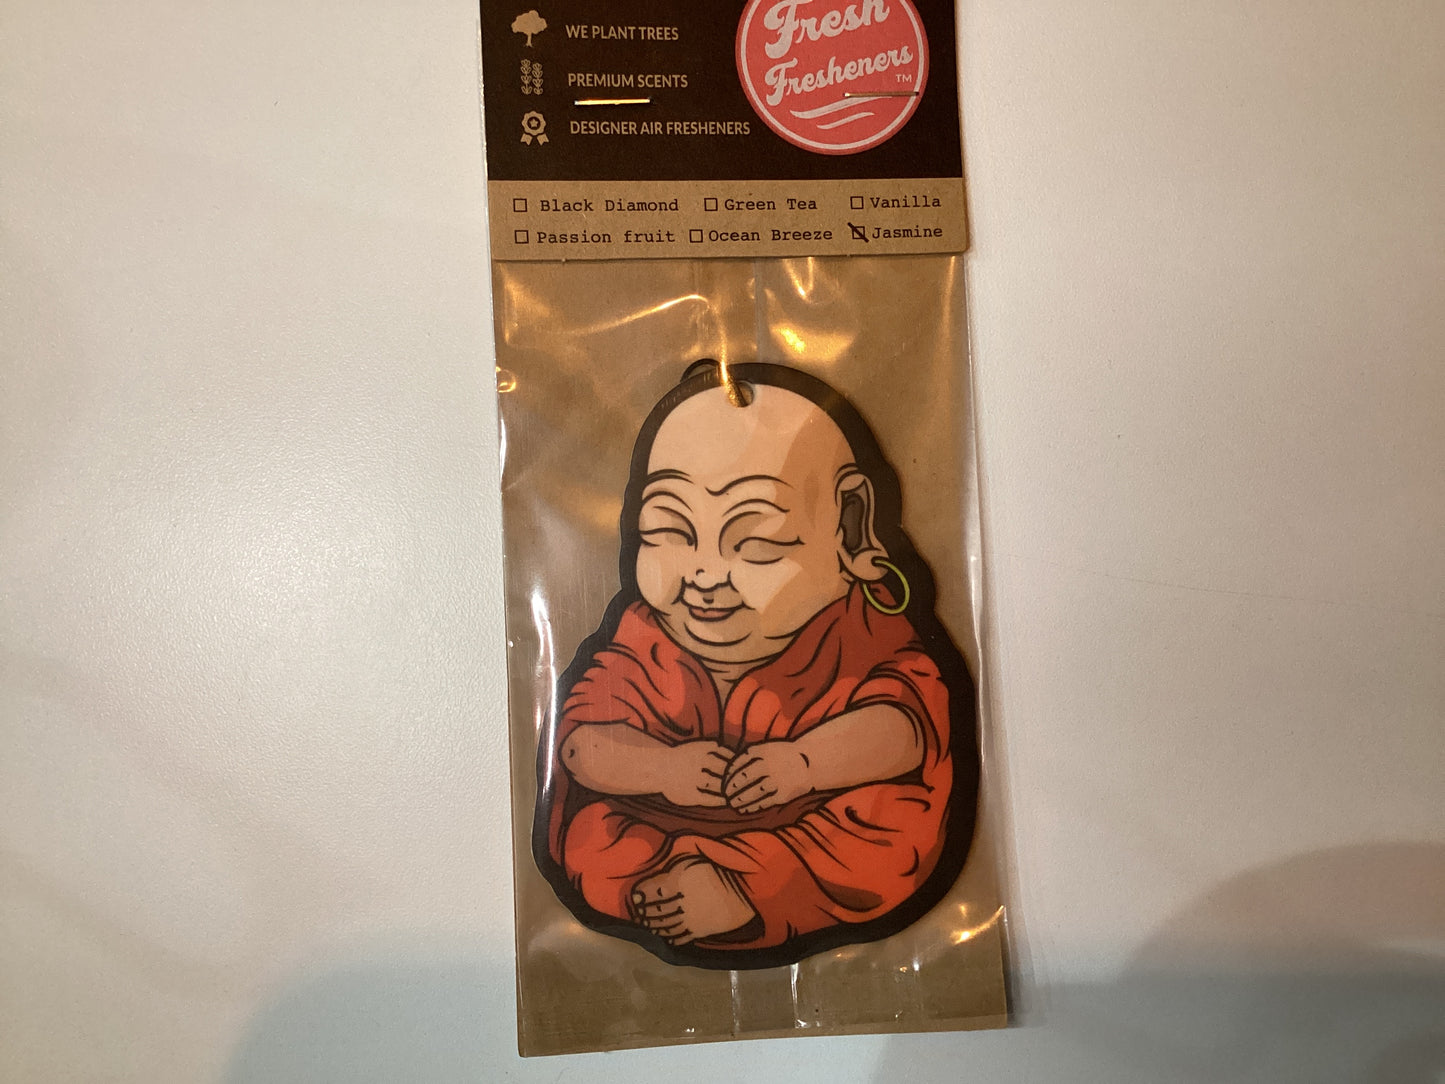 WE PLANT TREES
PREMIUM SCENTS
DESIGNER AIR FRESHENERS
Fresh
Fresheners
TM
Black Diamond Green Tea Vanilla
Passion fruit Ocean Breeze Jasmine